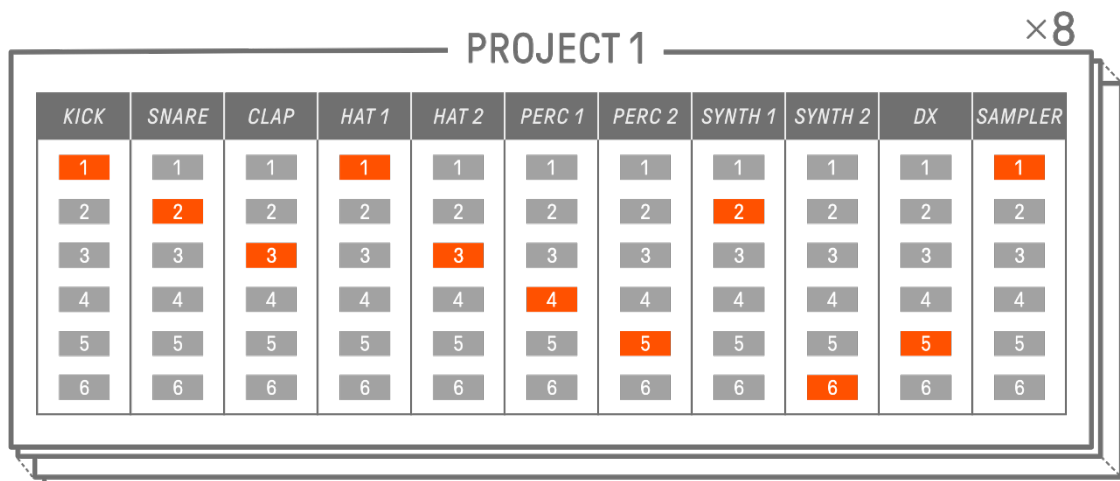 ×8
PROJECT 1
KICK SNARE CLAP HAT 1 HAT 2 PERC 1 PERC 2 SYNTH 1 SYNTH 2 DX SAMPLER
1 1 1 1 1 1 1 1 1 1 1
2 2 2 2 2 2 2 2 2 2 2
3 3 3 3 3 3 3 3 3 3 3
4 4 4 4 4 4 4 4 4 4 4
5 5 5 5 5 5 5 5 5 5 5
6 6 6 6 6 6 6 6 6 6 6